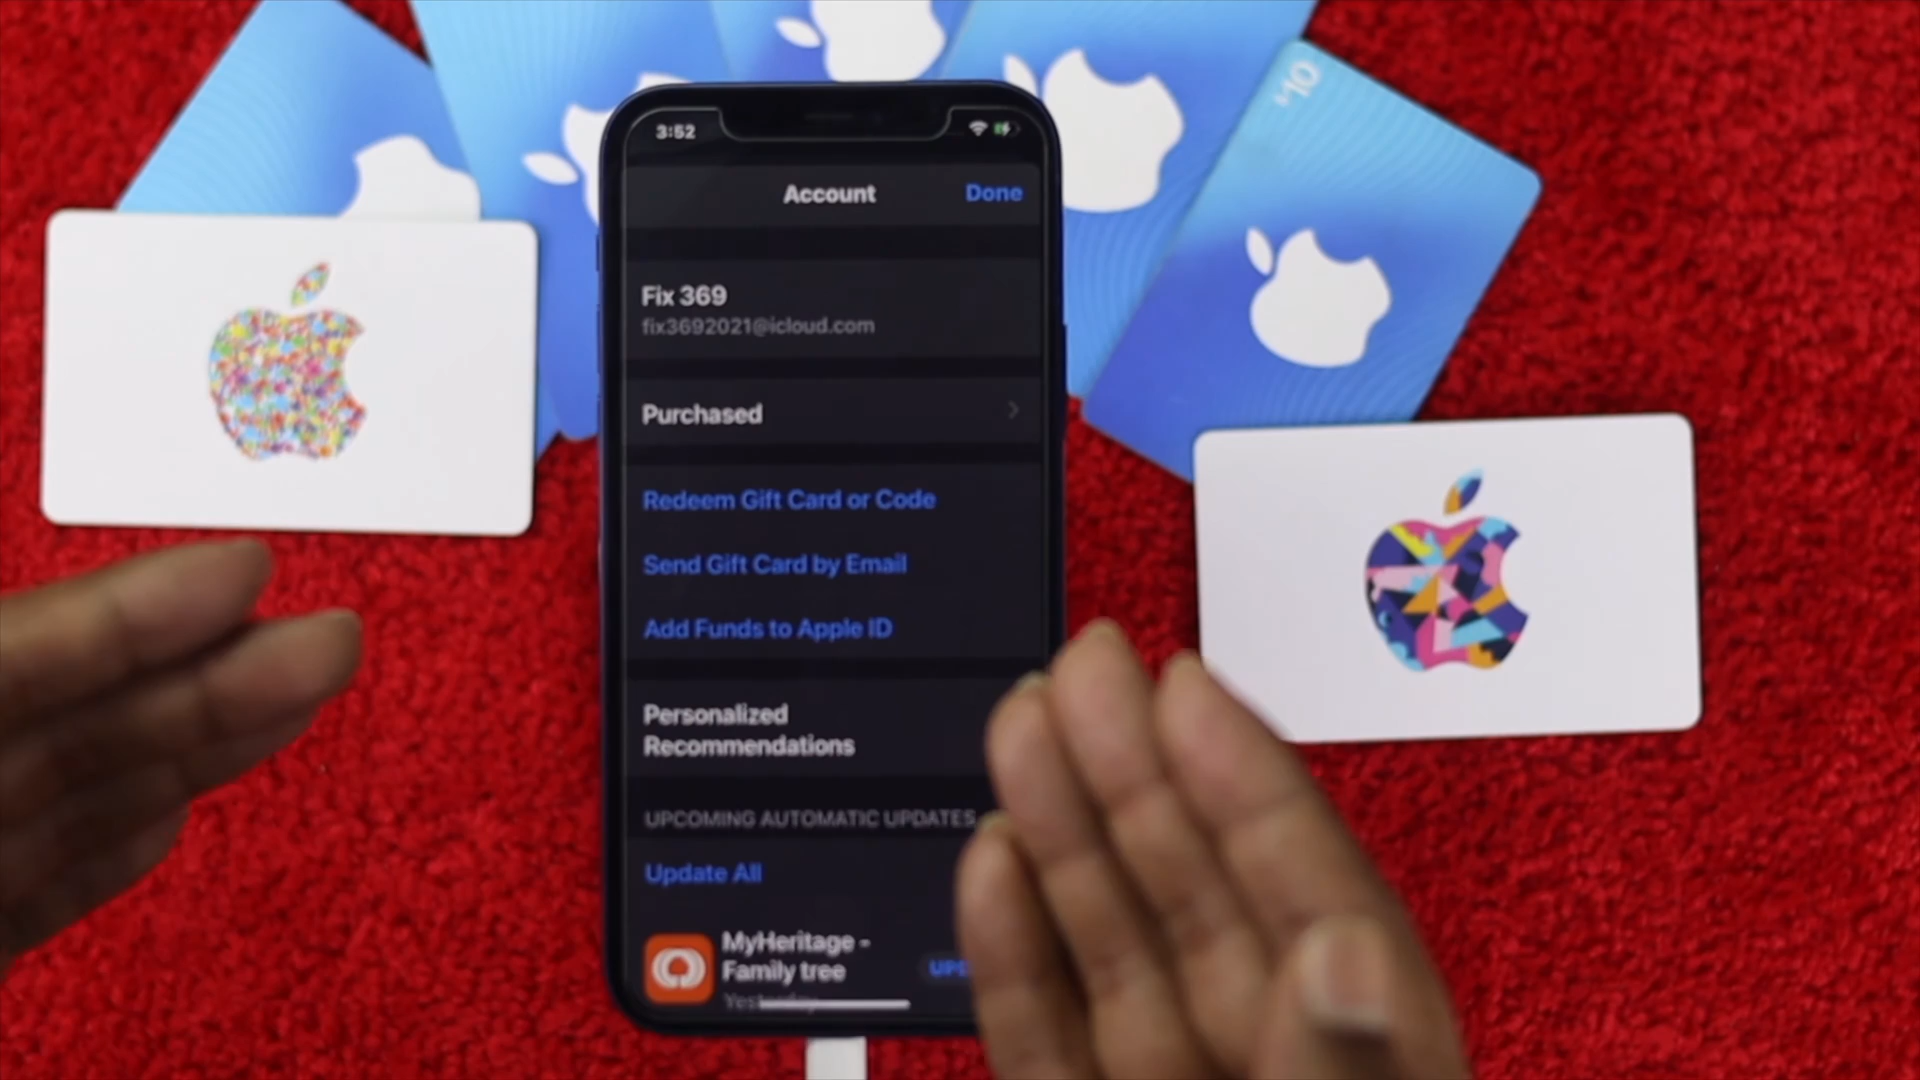 3:52
Account
Done
Fix 369
fix3692021@icloud.com
Purchased
Redeem Gift Card or Code
Send Gift Card by Email
Add Funds to Apple ID
Personalized
Recommendations
UPCOMING AUTOMATIC UPDATES
Update All
MyHeritage -
Family tree
Yesterday